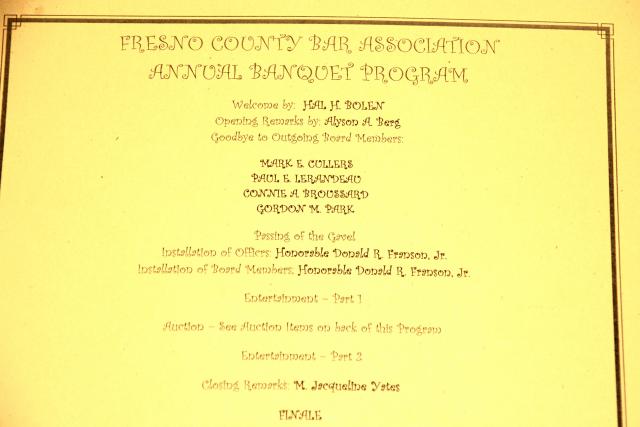 FRESNO COUNTY BAR ASSOCIATION
ANNUAL BANQUET PROGRAM
Welcome by: HAL H. BOLEN
Opening Remarks by: Alyson A. Berg
Goodbye to Outgoing Board Members:
MARK E. CULLERS
PAUL E. LERANDEAU
CONNIE A. BROUSSARD
GORDON M. PARK
Passing of the Gavel
Installation of Officrs: Honorable Donald R. Franson, Jr.
Installation of Board Members: Honorable Donald R. Franson, Jr.
Entertainment – Part 1
Auction – See Auction Items on back of this Program
Entertainment – Part 2
Closing Remarks: M. Jacqueline Yates
FINALE